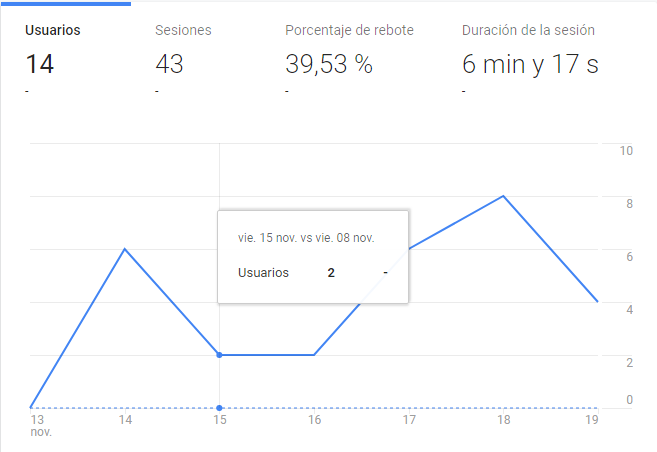 Usuarios Sesiones Porcentaje de rebote Duración de la sesión
14 43 39,53 % 6 min y 17 s
- - - -
10
8
vie. 15 nov. vs vie. 08 nov.
6
Usuarios 2 -
4
2
0
13 14 15 16 17 18 19
nov.